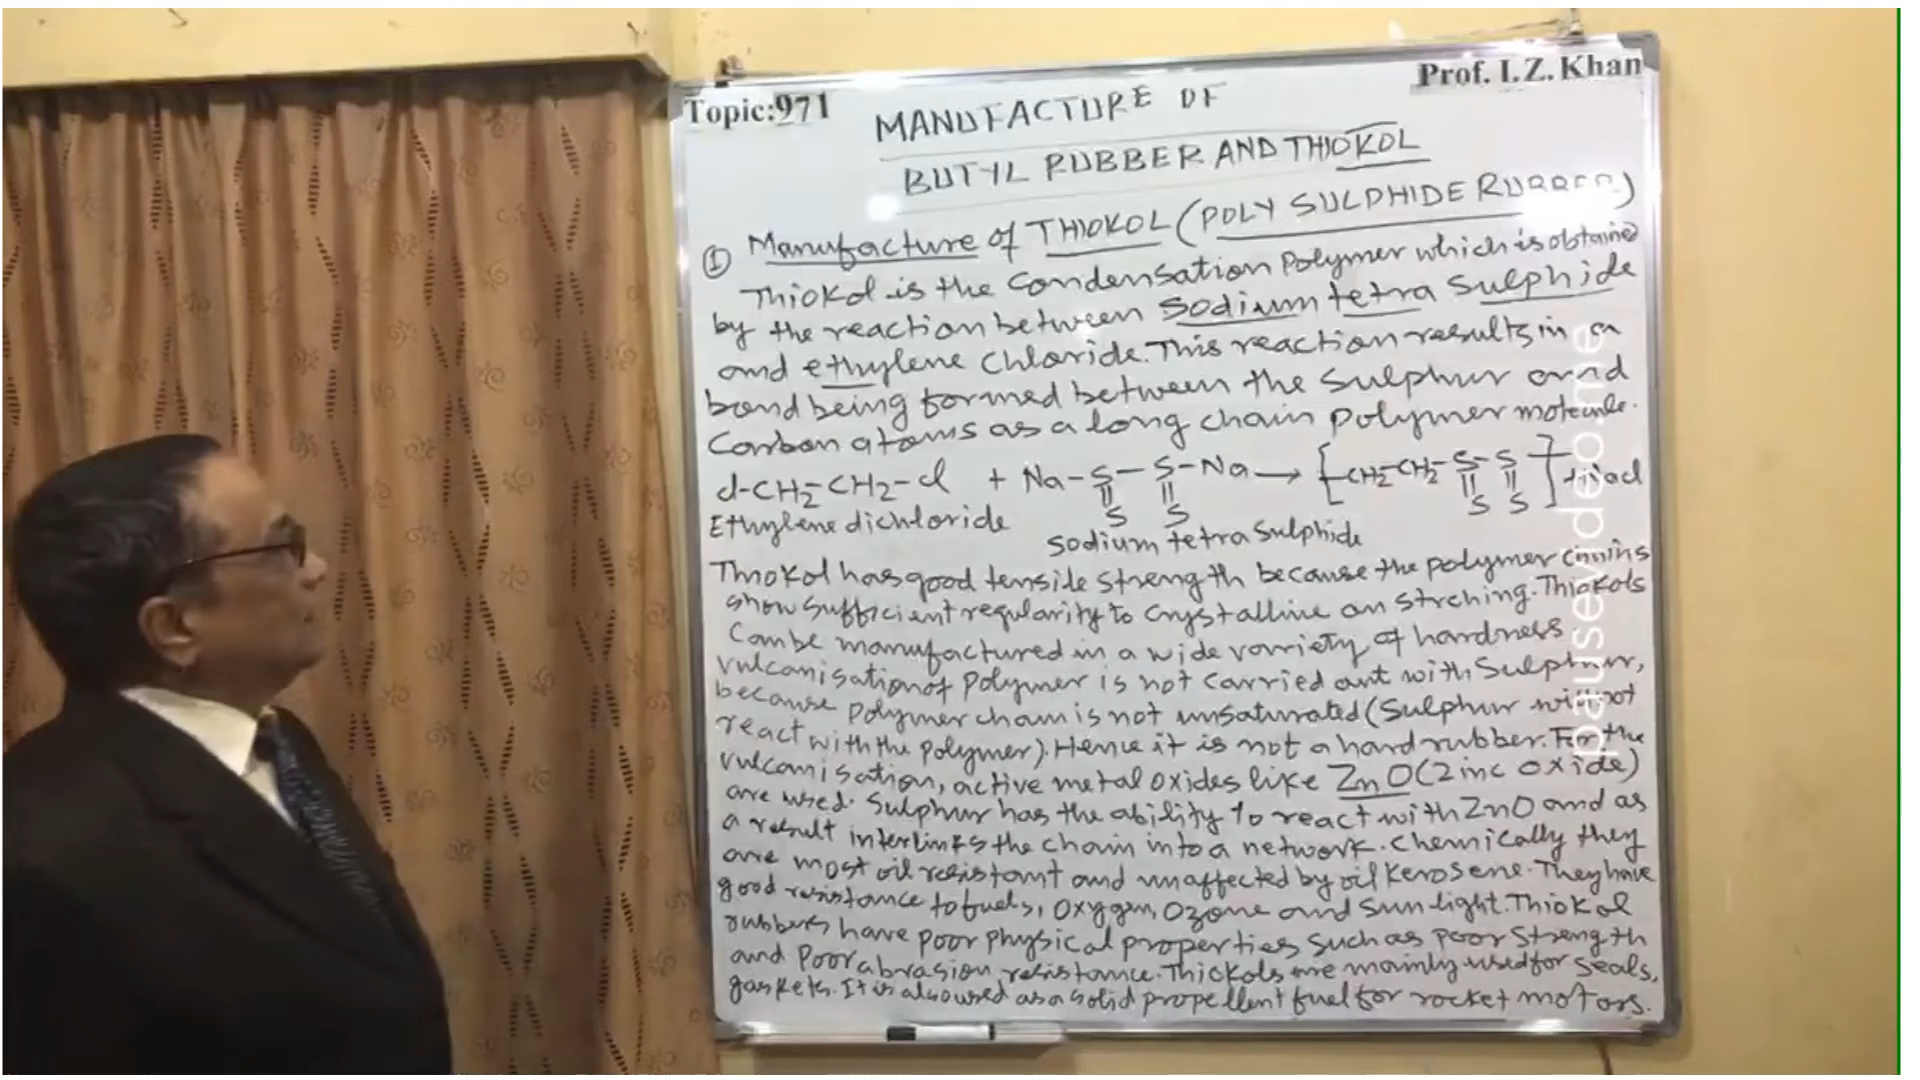 Topic:971
Prof. I.Z. Khan
MANUFACTURE OF
BUTYL RUBBER AND THIOKOL
① Manufacture of THIOKOL (POLY SULPHIDE RUBBER)
Thiokol is the Condensation Polymer which is obtained
by the reaction between Sodium tetra Sulphide
and ethylene Chloride. This reaction results in a
bond being formed between the Sulphur and
Carbon atoms as a long chain polymer molecule.
Cl-CH2-CH2-Cl + Na-S-S-Na → [CH2-CH2-S-S]+NaCl
S S S S
Ethylene dichloride
Sodium tetra Sulphide
Thiokol has good tensile strength because the polymer chains
show sufficient regularity to Crystalline on streching. Thiokols
Can be manufactured in a wide variety of hardness
vulcanisation of polymer is not carried out with Sulphur,
because polymer chain is not unsaturated (Sulphur will not
react with the polymer). Hence it is not a hard rubber. For the
vulcanisation, active metal oxides like ZnO (Zinc oxide)
are used. Sulphur has the ability to react with ZnO and as
a result interlinks the chain into a network. Chemically they
are most oil resistant and unaffected by oil Kerosene. They have
good resistance to fuels, Oxygen, Ozone and Sun light. Thiokol
rubbers have poor physical properties such as poor Strength
and Poor abrasion resistance. Thiokols are mainly used for seals,
gaskets. It is also used as a solid propellent fuel for rocket motors.
pausevideo.me